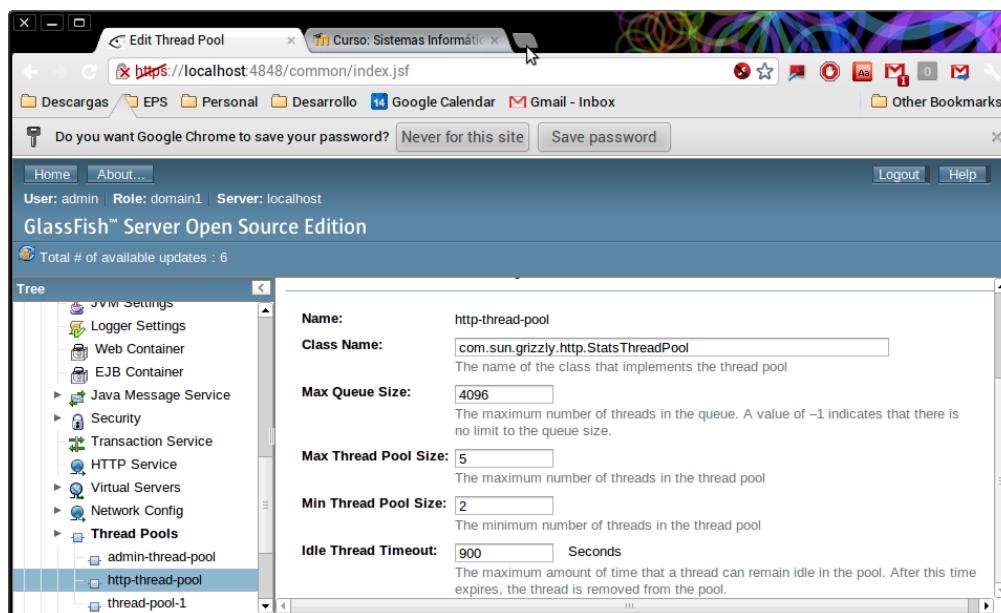 Edit Thread Pool
Curso: Sistemas Informátic
https://localhost:4848/common/index.jsf
Aa
1
0
Descargas
EPS
Personal
Desarrollo
14
Google Calendar
Gmail - Inbox
Other Bookmarks
Do you want Google Chrome to save your password?
Never for this site
Save password
Home
About...
Logout
Help
User: admin
Role: domain1
Server: localhost
GlassFish™ Server Open Source Edition
Total # of available updates : 6
Tree
JVM Settings
Logger Settings
Web Container
EJB Container
Java Message Service
Security
Transaction Service
HTTP Service
Virtual Servers
Network Config
Thread Pools
admin-thread-pool
http-thread-pool
thread-pool-1
Name:
http-thread-pool
Class Name:
com.sun.grizzly.http.StatsThreadPool
The name of the class that implements the thread pool
Max Queue Size:
4096
The maximum number of threads in the queue. A value of –1 indicates that there is
no limit to the queue size.
Max Thread Pool Size:
5
The maximum number of threads in the thread pool
Min Thread Pool Size:
2
The minimum number of threads in the thread pool
Idle Thread Timeout:
900
Seconds
The maximum amount of time that a thread can remain idle in the pool. After this time
expires, the thread is removed from the pool.